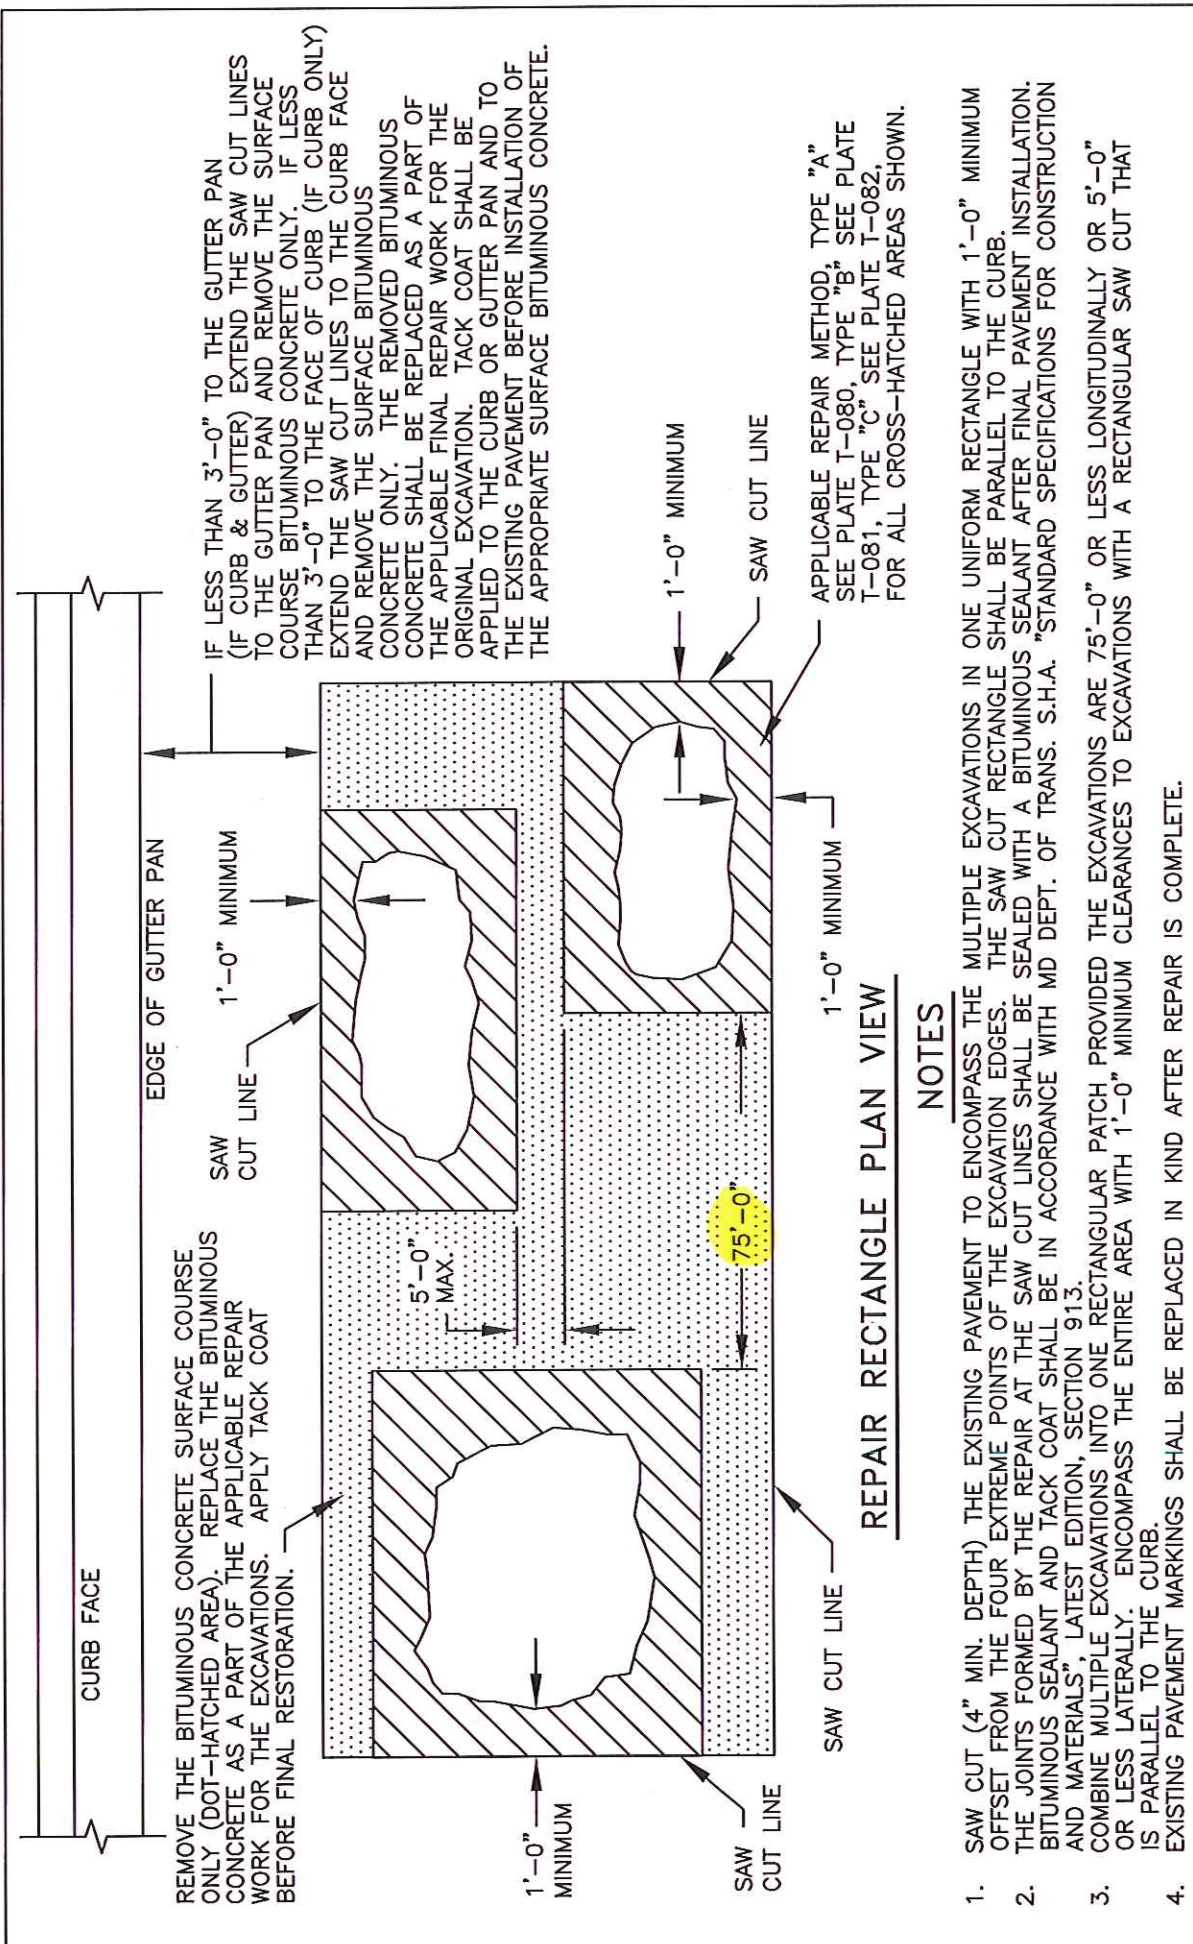 CURB FACE
EDGE OF GUTTER PAN
REMOVE THE BITUMINOUS CONCRETE SURFACE COURSE
ONLY (DOT-HATCHED AREA). REPLACE THE BITUMINOUS
CONCRETE AS A PART OF THE APPLICABLE REPAIR
WORK FOR THE EXCAVATIONS. APPLY TACK COAT
BEFORE FINAL RESTORATION.
SAW
CUT LINE
1'-0" MINIMUM
IF LESS THAN 3'-0" TO THE GUTTER PAN
(IF CURB & GUTTER) EXTEND THE SAW CUT LINES
TO THE GUTTER PAN AND REMOVE THE SURFACE
COURSE BITUMINOUS CONCRETE ONLY. IF LESS
THAN 3'-0" TO THE FACE OF CURB (IF CURB ONLY)
EXTEND THE SAW CUT LINES TO THE CURB FACE
AND REMOVE THE SURFACE BITUMINOUS
CONCRETE ONLY. THE REMOVED BITUMINOUS
CONCRETE SHALL BE REPLACED AS A PART OF
THE APPLICABLE FINAL REPAIR WORK FOR THE
ORIGINAL EXCAVATION. TACK COAT SHALL BE
APPLIED TO THE CURB OR GUTTER PAN AND TO
THE EXISTING PAVEMENT BEFORE INSTALLATION OF
THE APPROPRIATE SURFACE BITUMINOUS CONCRETE.
5'-0"
MAX.
1'-0"
MINIMUM
1'-0" MINIMUM
SAW CUT LINE
75'-0"
SAW
CUT LINE
SAW CUT LINE
1'-0" MINIMUM
APPLICABLE REPAIR METHOD, TYPE "A"
SEE PLATE T-080, TYPE "B" SEE PLATE
T-081, TYPE "C" SEE PLATE T-082,
FOR ALL CROSS-HATCHED AREAS SHOWN.
REPAIR RECTANGLE PLAN VIEW
NOTES
1. SAW CUT (4" MIN. DEPTH) THE EXISTING PAVEMENT TO ENCOMPASS THE MULTIPLE EXCAVATIONS IN ONE UNIFORM RECTANGLE WITH 1'-0" MINIMUM
OFFSET FROM THE FOUR EXTREME POINTS OF THE EXCAVATION EDGES. THE SAW CUT RECTANGLE SHALL BE PARALLEL TO THE CURB.
2. THE JOINTS FORMED BY THE REPAIR AT THE SAW CUT LINES SHALL BE SEALED WITH A BITUMINOUS SEALANT AFTER FINAL PAVEMENT INSTALLATION.
BITUMINOUS SEALANT AND TACK COAT SHALL BE IN ACCORDANCE WITH MD DEPT. OF TRANS. S.H.A. "STANDARD SPECIFICATIONS FOR CONSTRUCTION
AND MATERIALS", LATEST EDITION, SECTION 913.
3. COMBINE MULTIPLE EXCAVATIONS INTO ONE RECTANGULAR PATCH PROVIDED THE EXCAVATIONS ARE 75'-0" OR LESS LONGITUDINALLY OR 5'-0"
OR LESS LATERALLY. ENCOMPASS THE ENTIRE AREA WITH 1'-0" MINIMUM CLEARANCES TO EXCAVATIONS WITH A RECTANGULAR SAW CUT THAT
IS PARALLEL TO THE CURB.
4. EXISTING PAVEMENT MARKINGS SHALL BE REPLACED IN KIND AFTER REPAIR IS COMPLETE.